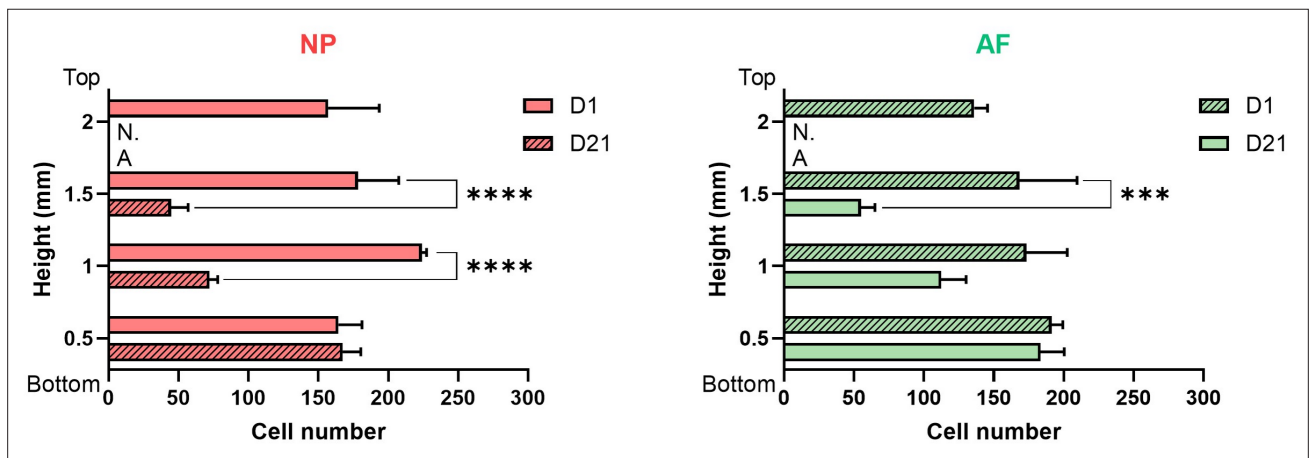 NP
Top
2
N.
A
1.5
1
0.5
Bottom
Height (mm)
0 50 100 150 200 250 300
Cell number
D1
D21
****
****
AF
Top
2
N.
A
1.5
1
0.5
Bottom
Height (mm)
0 50 100 150 200 250 300
Cell number
D1
D21
***